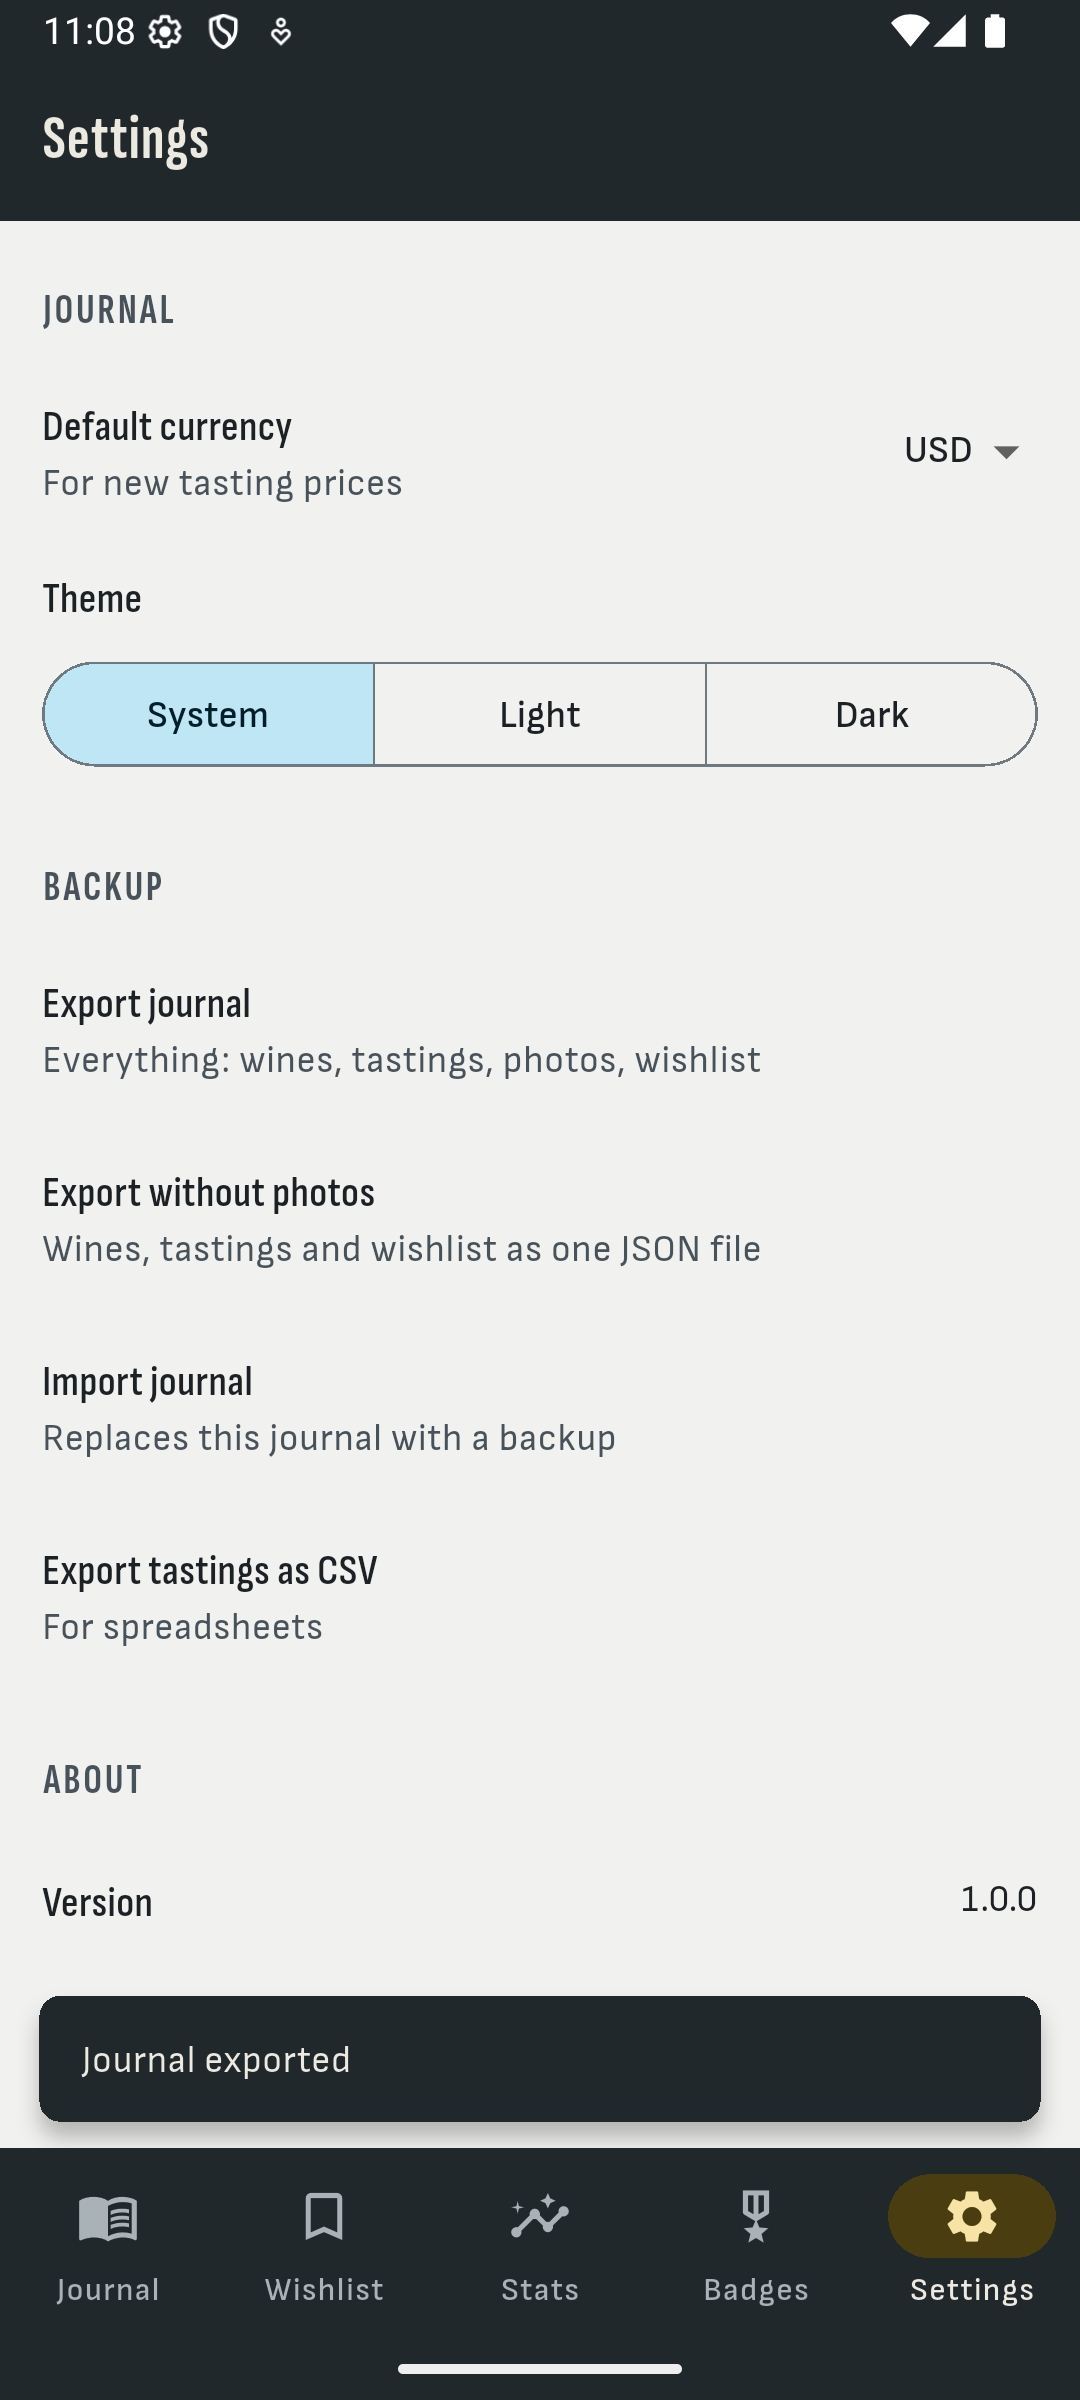 11:08
Settings
JOURNAL
Default currency
For new tasting prices
USD
Theme
System
Light
Dark
BACKUP
Export journal
Everything: wines, tastings, photos, wishlist
Export without photos
Wines, tastings and wishlist as one JSON file
Import journal
Replaces this journal with a backup
Export tastings as CSV
For spreadsheets
ABOUT
Version
1.0.0
Journal exported
Journal
Wishlist
Stats
Badges
Settings